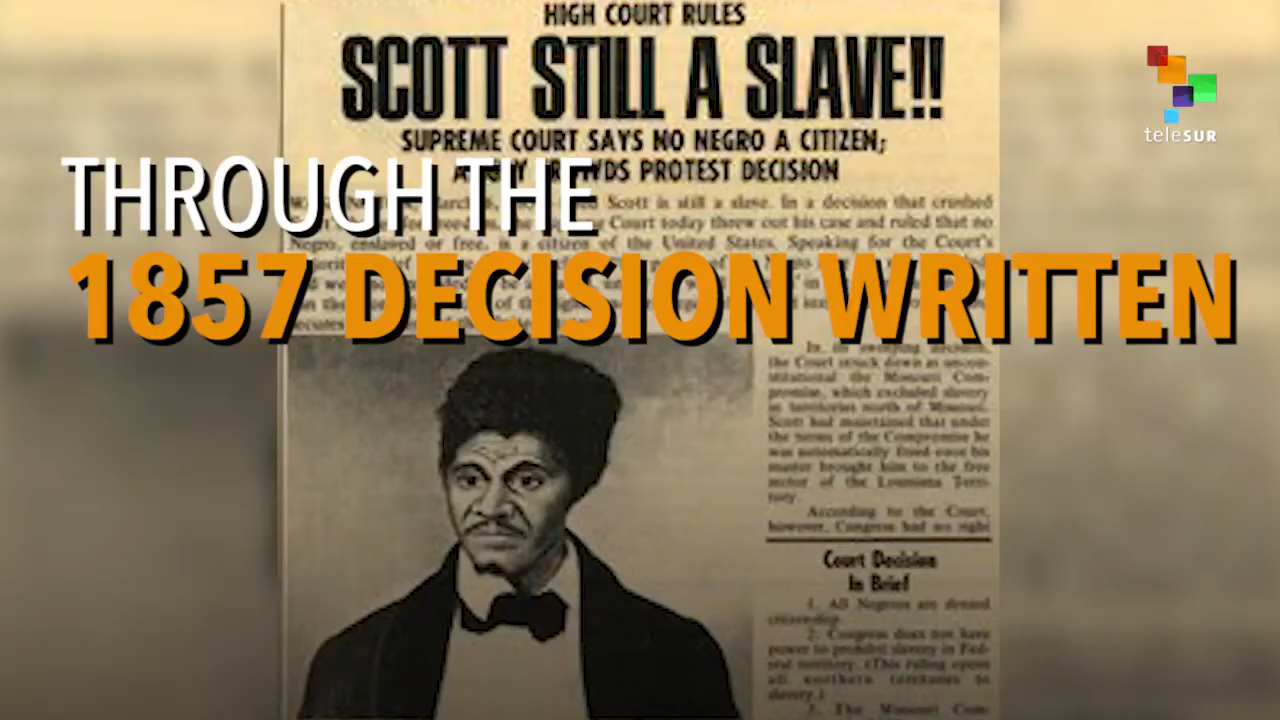 HIGH COURT RULES
SCOTT STILL A SLAVE!!
SUPREME COURT SAYS NO NEGRO A CITIZEN;
PROTEST DECISION
THROUGH THE
Scott is still a slave. In a decision that crushed
Court today threw out his case and ruled that no
Negro, enslaved or free, is a citizen of the United States. Speaking for the Court's
1857 DECISION WRITTEN
In its sweeping decision,
the Court struck down as uncon-
stitutional the Missouri Com-
promise, which excluded slavery
in territories north of Missouri.
Scott had maintained that under
the terms of the Compromise he
was automatically freed once his
master brought him to the free
sector of the Louisiana Terri-
tory.
According to the Court,
however, Congress had no right
Court Decision
In Brief
1. All Negroes are denied
citizenship.
2. Congress does not have
power to prohibit slavery in Fed-
eral territory. (This ruling opens
all northern territories to
slavery.)
3. The Missouri Com-
teleSUR